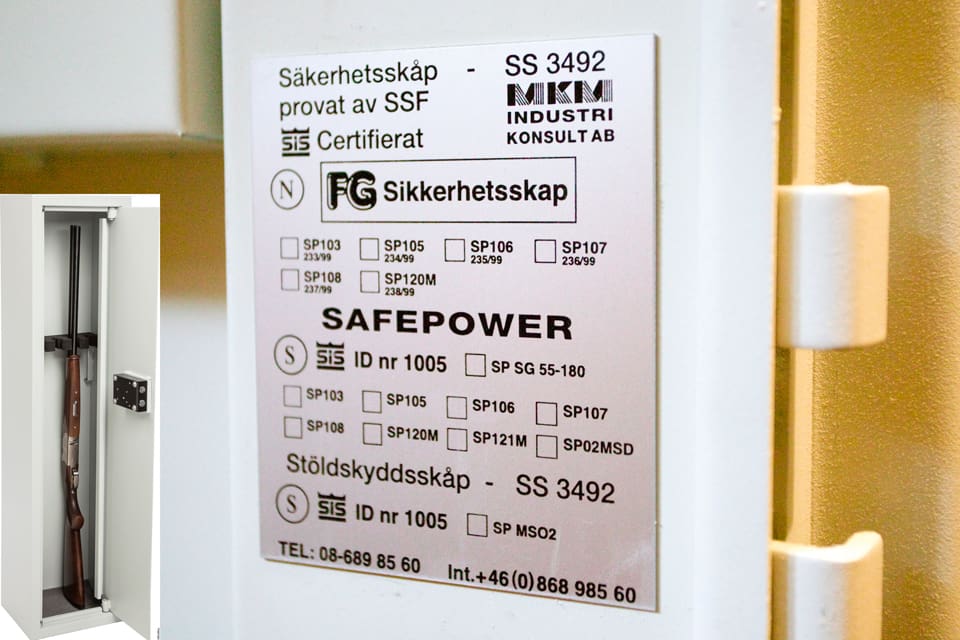 Säkerhetsskåp - SS 3492
provat av SSF MKM
SiS Certifierat INDUSTRI
KONSULT AB
N FG Sikkerhetsskap
SP103 SP105 SP106 SP107
233/99 234/99 235/99 236/99
SP108 SP120M
237/99 238/99
SAFEPOWER
S SiS ID nr 1005 SP SG 55-180
SP103 SP105 SP106 SP107
SP108 SP120M SP121M SP02MSD
Stöldskyddsskåp - SS 3492
S SiS ID nr 1005 SP MSO2
TEL: 08-689 85 60 Int.+46(0)868 985 60